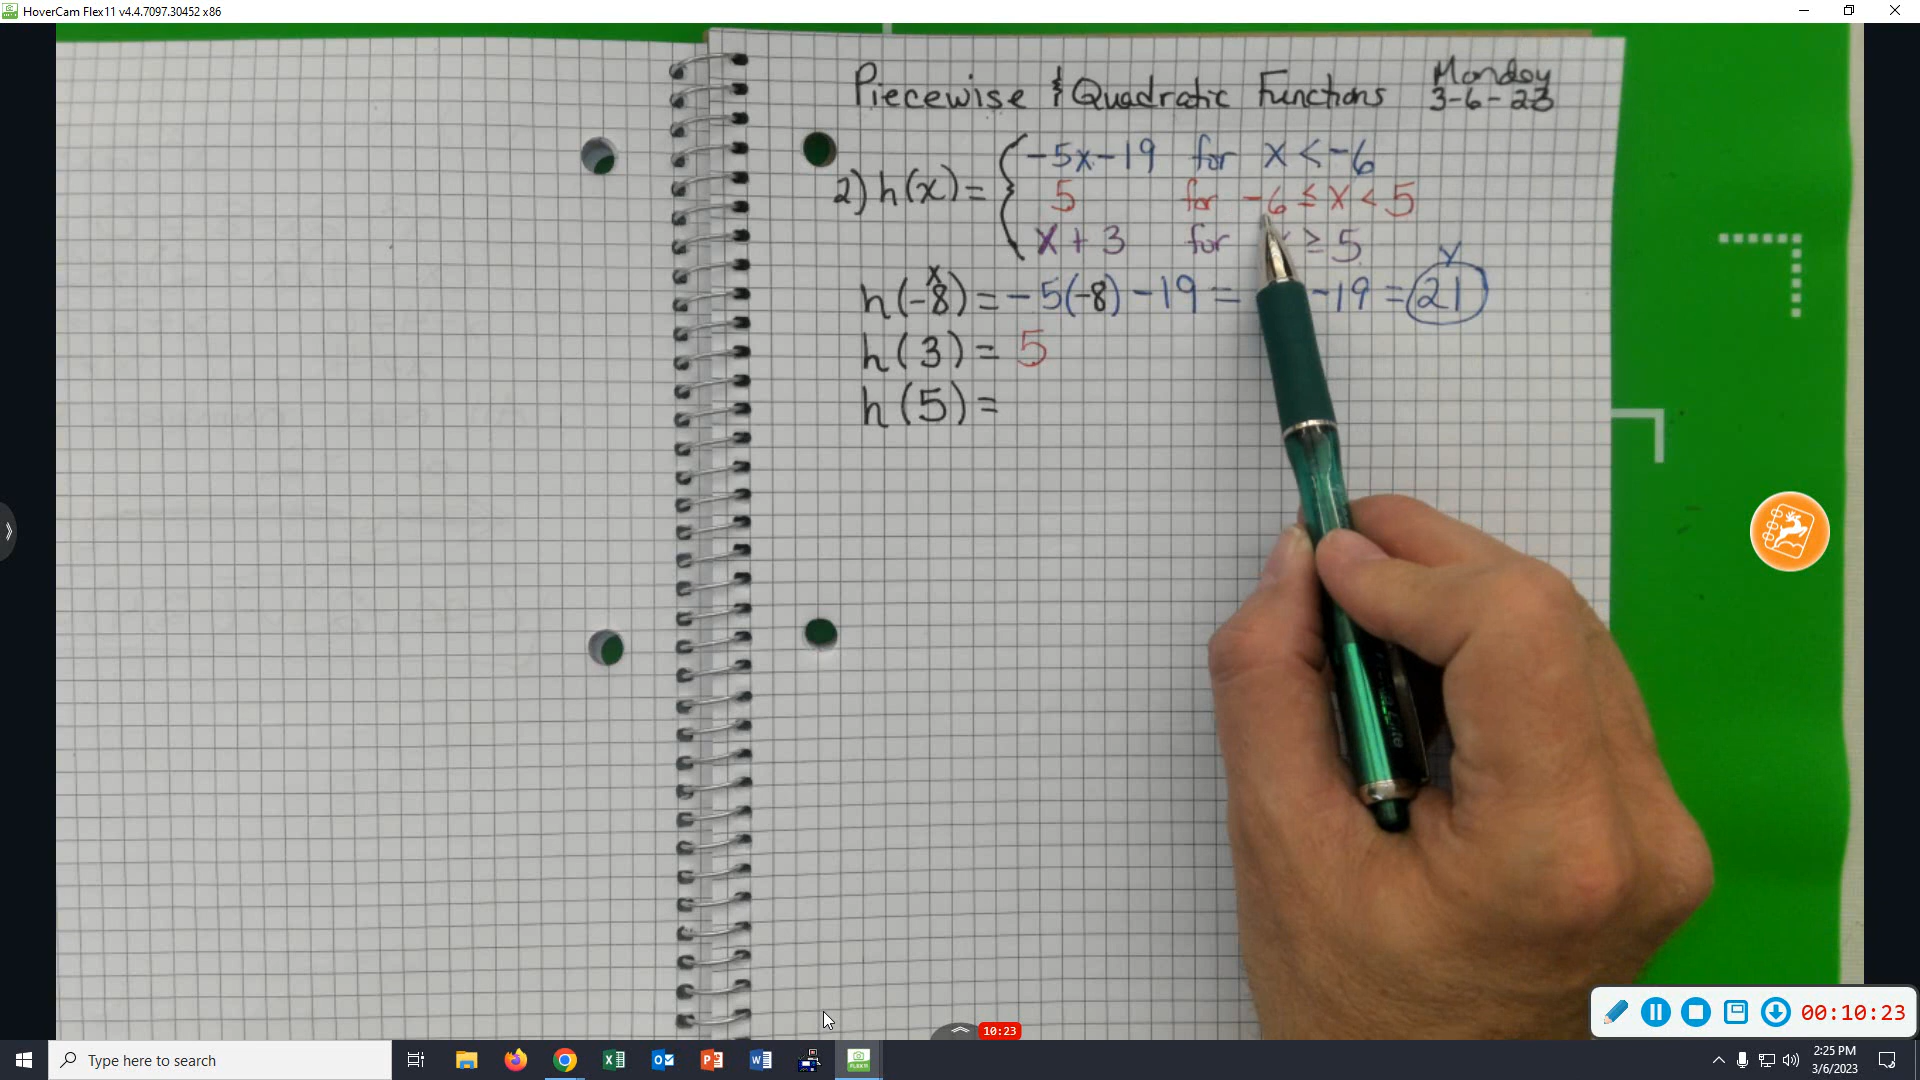 HoverCam Flex11 v4.4.7097.30452 x86
Piecewise & Quadratic Functions Monday 3-6-23
-5x-19 for x < -6
2) h(x) = { 5 for -6 ≤ x < 5
x + 3 for ≥ 5
x y
h(-8) = -5(-8) -19 = -19 = 21
h(3) = 5
h(5) =
10:23
00:10:23
Type here to search
2:25 PM
3/6/2023